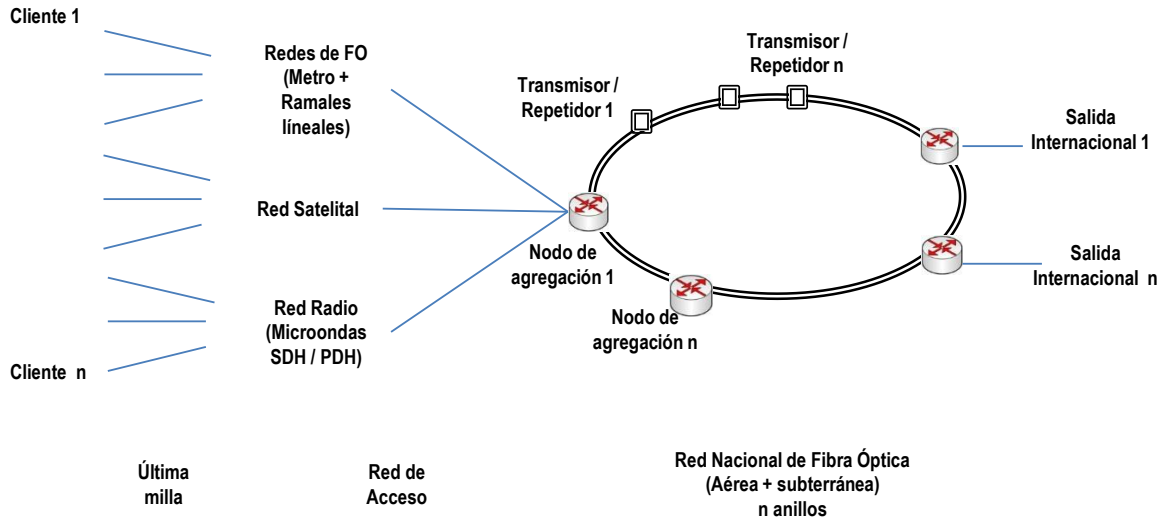 Cliente 1
Redes de FO
(Metro +
Ramales
líneales)
Red Satelital
Red Radio
(Microondas
SDH / PDH)
Cliente n
Transmisor /
Repetidor 1
Transmisor /
Repetidor n
Nodo de
agregación 1
Nodo de
agregación n
Salida
Internacional 1
Salida
Internacional n
Última
milla
Red de
Acceso
Red Nacional de Fibra Óptica
(Aérea + subterránea)
n anillos